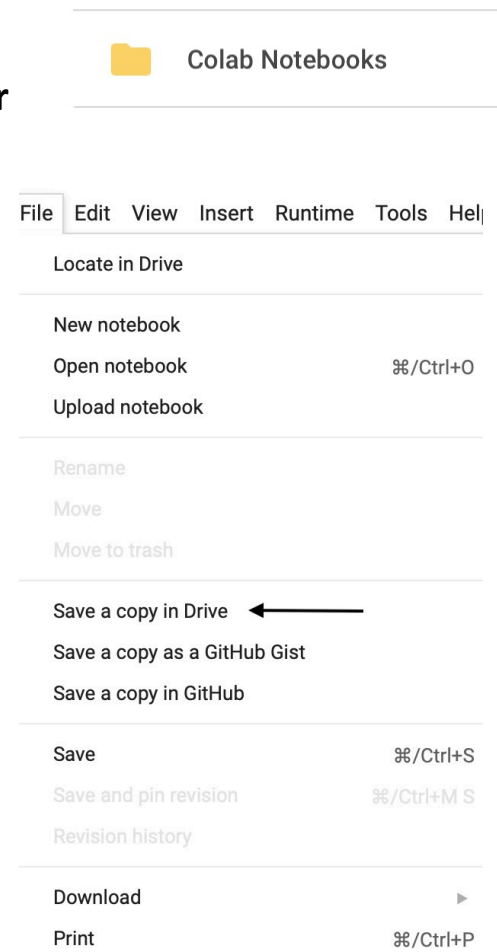 Colab Notebooks
r
File Edit View Insert Runtime Tools Hel
Locate in Drive
New notebook
Open notebook ⌘/Ctrl+O
Upload notebook
Rename
Move
Move to trash
Save a copy in Drive
Save a copy as a GitHub Gist
Save a copy in GitHub
Save ⌘/Ctrl+S
Save and pin revision ⌘/Ctrl+M S
Revision history
Download ►
Print ⌘/Ctrl+P